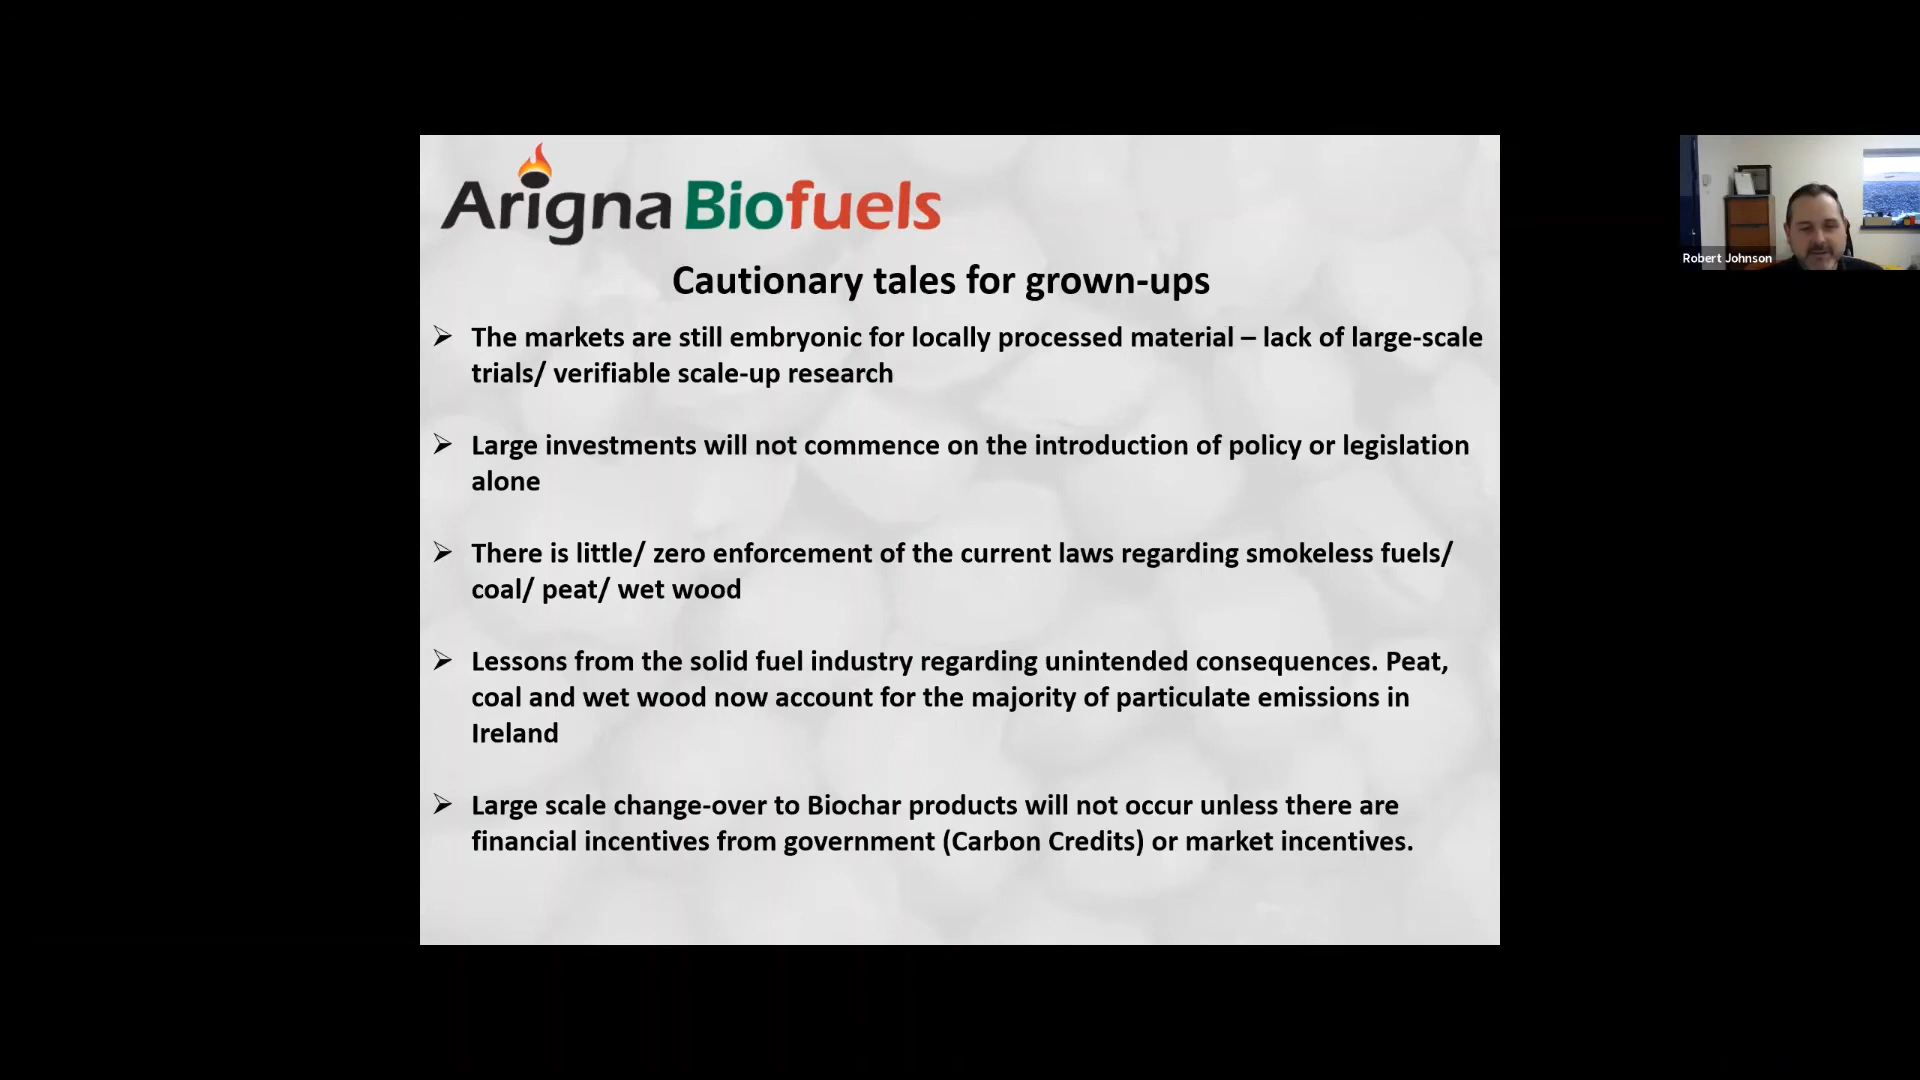 Arigna Biofuels
Cautionary tales for grown-ups
➢ The markets are still embryonic for locally processed material – lack of large-scale
trials/ verifiable scale-up research
➢ Large investments will not commence on the introduction of policy or legislation
alone
➢ There is little/ zero enforcement of the current laws regarding smokeless fuels/
coal/ peat/ wet wood
➢ Lessons from the solid fuel industry regarding unintended consequences. Peat,
coal and wet wood now account for the majority of particulate emissions in
Ireland
➢ Large scale change-over to Biochar products will not occur unless there are
financial incentives from government (Carbon Credits) or market incentives.
Robert Johnson